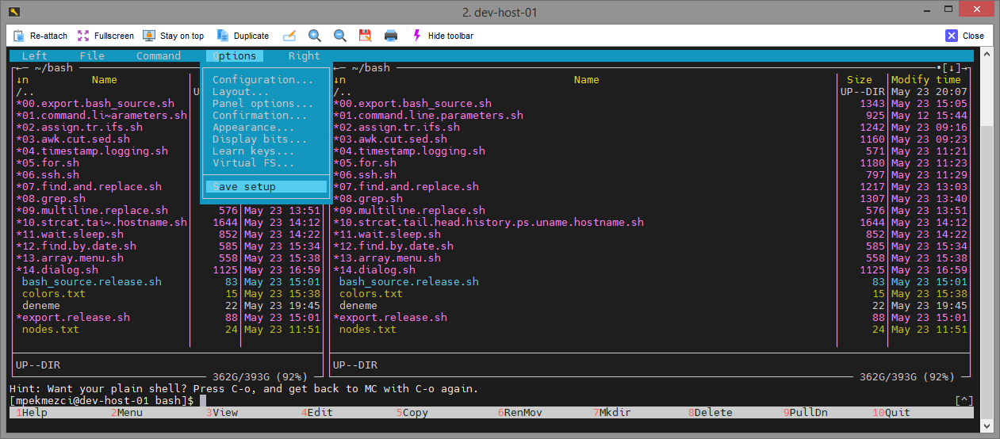 2. dev-host-01
Re-attach Fullscreen Stay on top Duplicate Hide toolbar Close
Left File Command Options Right
←─ ~/bash ←─ ~/bash •[↓]→
↓n Name ↓n Name Size Modify time
/.. U /.. UP--DIR May 23 20:07
*00.export.bash_source.sh *00.export.bash_source.sh 1343 May 23 15:05
*01.command.li~arameters.sh *01.command.line.parameters.sh 925 May 12 15:44
*02.assign.tr.ifs.sh *02.assign.tr.ifs.sh 1242 May 23 09:16
*03.awk.cut.sed.sh *03.awk.cut.sed.sh 1160 May 23 09:23
*04.timestamp.logging.sh *04.timestamp.logging.sh 571 May 23 11:21
*05.for.sh *05.for.sh 1180 May 23 11:23
*06.ssh.sh *06.ssh.sh 797 May 23 11:29
*07.find.and.replace.sh *07.find.and.replace.sh 1217 May 23 13:03
*08.grep.sh *08.grep.sh 1307 May 23 13:40
Configuration...
Layout...
Panel options...
Confirmation...
Appearance...
Display bits...
Learn keys...
Virtual FS...
Save setup
*09.multiline.replace.sh 576 May 23 13:51 *09.multiline.replace.sh 576 May 23 13:51
*10.strcat.tai~.hostname.sh 1644 May 23 14:12 *10.strcat.tail.head.history.ps.uname.hostname.sh 1644 May 23 14:12
*11.wait.sleep.sh 852 May 23 14:22 *11.wait.sleep.sh 852 May 23 14:22
*12.find.by.date.sh 585 May 23 15:34 *12.find.by.date.sh 585 May 23 15:34
*13.array.menu.sh 558 May 23 15:38 *13.array.menu.sh 558 May 23 15:38
*14.dialog.sh 1125 May 23 16:59 *14.dialog.sh 1125 May 23 16:59
bash_source.release.sh 83 May 23 15:01 bash_source.release.sh 83 May 23 15:01
colors.txt 15 May 23 15:38 colors.txt 15 May 23 15:38
deneme 22 May 23 19:45 deneme 22 May 23 19:45
*export.release.sh 88 May 23 15:01 *export.release.sh 88 May 23 15:01
nodes.txt 24 May 23 11:51 nodes.txt 24 May 23 11:51
UP--DIR UP--DIR
362G/393G (92%) 362G/393G (92%)
Hint: Want your plain shell? Press C-o, and get back to MC with C-o again.
[mpekmezci@dev-host-01 bash]$ [^]
1Help 2Menu 3View 4Edit 5Copy 6RenMov 7Mkdir 8Delete 9PullDn 10Quit